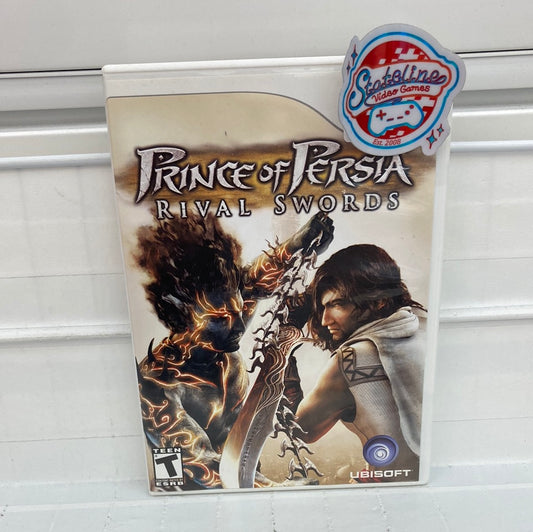 Stateline
Video Games
Est. 2008
PRINCE OF PERSIA
RIVAL SWORDS
TEEN
T
ESRB
UBISOFT